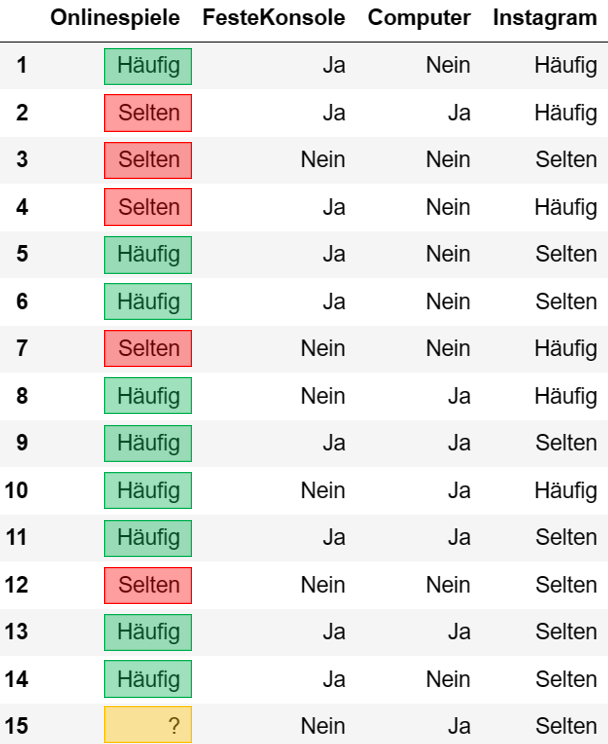 Onlinespiele FesteKonsole Computer Instagram
1 Häufig Ja Nein Häufig
2 Selten Ja Ja Häufig
3 Selten Nein Nein Selten
4 Selten Ja Nein Häufig
5 Häufig Ja Nein Selten
6 Häufig Ja Nein Selten
7 Selten Nein Nein Häufig
8 Häufig Nein Ja Häufig
9 Häufig Ja Ja Selten
10 Häufig Nein Ja Häufig
11 Häufig Ja Ja Selten
12 Selten Nein Nein Selten
13 Häufig Ja Ja Selten
14 Häufig Ja Nein Selten
15 ? Nein Ja Selten